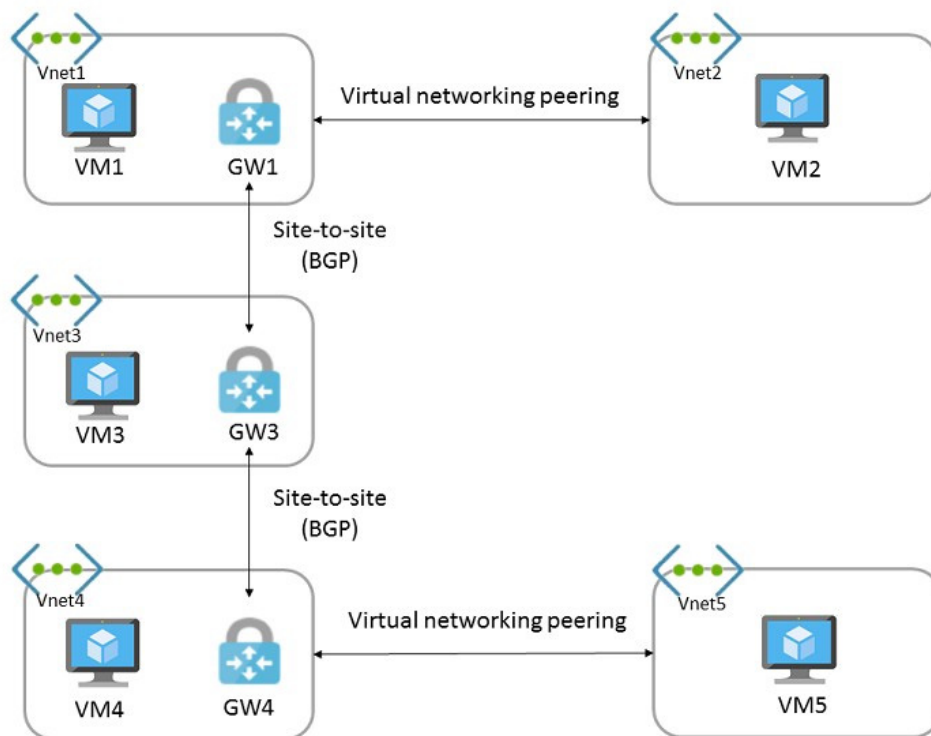 Vnet1
Vnet2
Virtual networking peering
VM1
GW1
VM2
Site-to-site
(BGP)
Vnet3
VM3
GW3
Site-to-site
(BGP)
Vnet4
Vnet5
Virtual networking peering
VM4
GW4
VM5